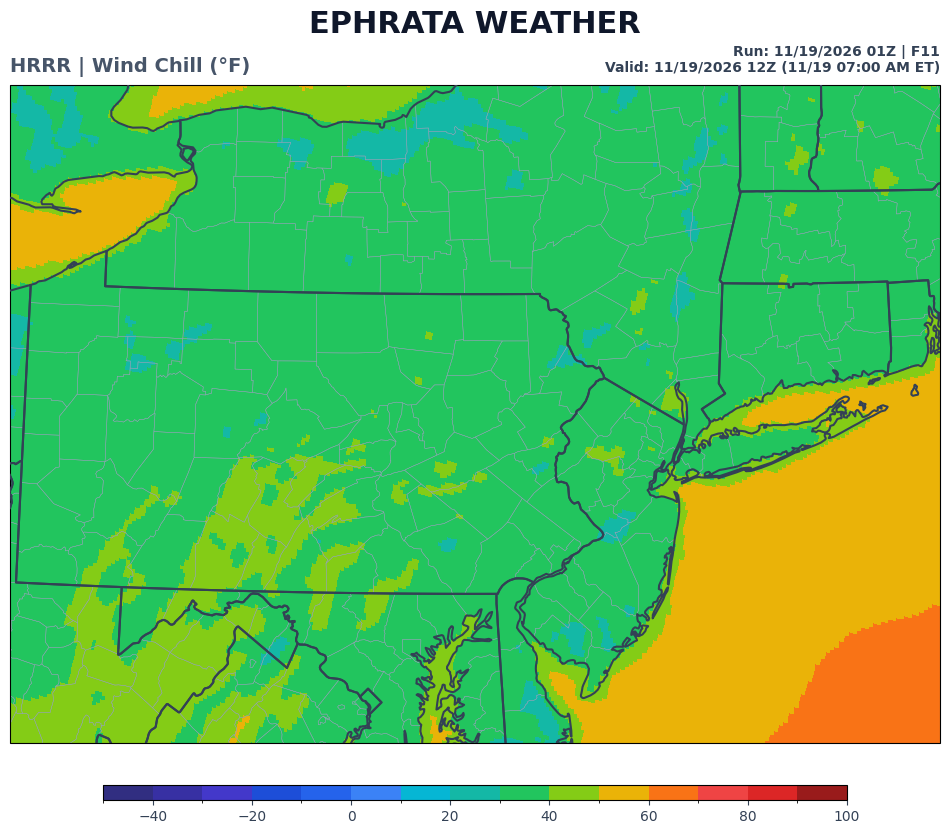 EPHRATA WEATHER
HRRR | Wind Chill (°F)
Run: 11/19/2026 01Z | F11
Valid: 11/19/2026 12Z (11/19 07:00 AM ET)
−40 −20 0 20 40 60 80 100